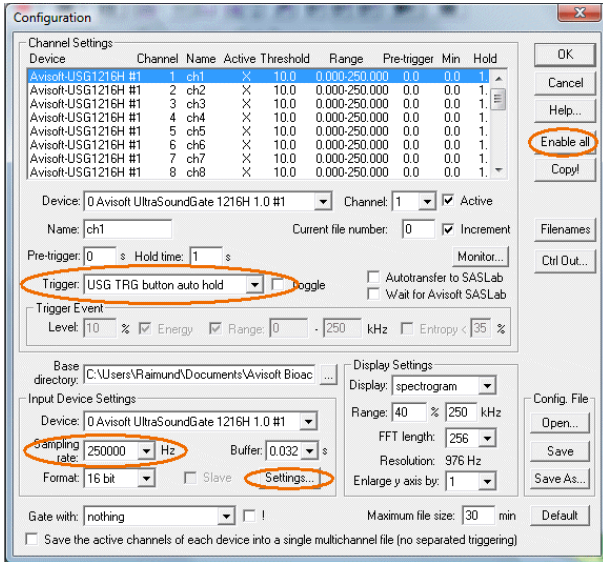 Configuration
Channel Settings
Device Channel Name Active Threshold Range Pre-trigger Min Hold
Avisoft-USG1216H #1 1 ch1 X 10.0 0.000-250.000 0.0 0.0 1.
Avisoft-USG1216H #1 2 ch2 X 10.0 0.000-250.000 0.0 0.0 1.
Avisoft-USG1216H #1 3 ch3 X 10.0 0.000-250.000 0.0 0.0 1.
Avisoft-USG1216H #1 4 ch4 X 10.0 0.000-250.000 0.0 0.0 1.
Avisoft-USG1216H #1 5 ch5 X 10.0 0.000-250.000 0.0 0.0 1.
Avisoft-USG1216H #1 6 ch6 X 10.0 0.000-250.000 0.0 0.0 1.
Avisoft-USG1216H #1 7 ch7 X 10.0 0.000-250.000 0.0 0.0 1.
Avisoft-USG1216H #1 8 ch8 X 10.0 0.000-250.000 0.0 0.0 1.
OK
Cancel
Help...
Enable all
Copy!
Device: 0 Avisoft UltraSoundGate 1216H 1.0 #1 Channel: 1 Active
Name: ch1 Current file number: 0 Increment
Filenames
Pre-trigger: 0 s Hold time: 1 s Monitor...
Ctrl Out...
Trigger: USG TRG button auto hold Toggle
Autotransfer to SASLab
Wait for Avisoft SASLab
Trigger Event
Level: 10 % Energy Range: 0 - 250 kHz Entropy < 35 %
Base
directory: C:\Users\Raimund\Documents\Avisoft Bioac ...
Input Device Settings
Device: 0 Avisoft UltraSoundGate 1216H 1.0 #1
Sampling
rate: 250000 Hz Buffer: 0.032 s
Format: 16 bit Slave Settings...
Display Settings
Display: spectrogram
Range: 40 % 250 kHz
FFT length: 256
Resolution: 976 Hz
Enlarge y axis by: 1
Config. File
Open...
Save
Save As...
Gate with: nothing ! Maximum file size: 30 min Default
Save the active channels of each device into a single multichannel file (no separated triggering)